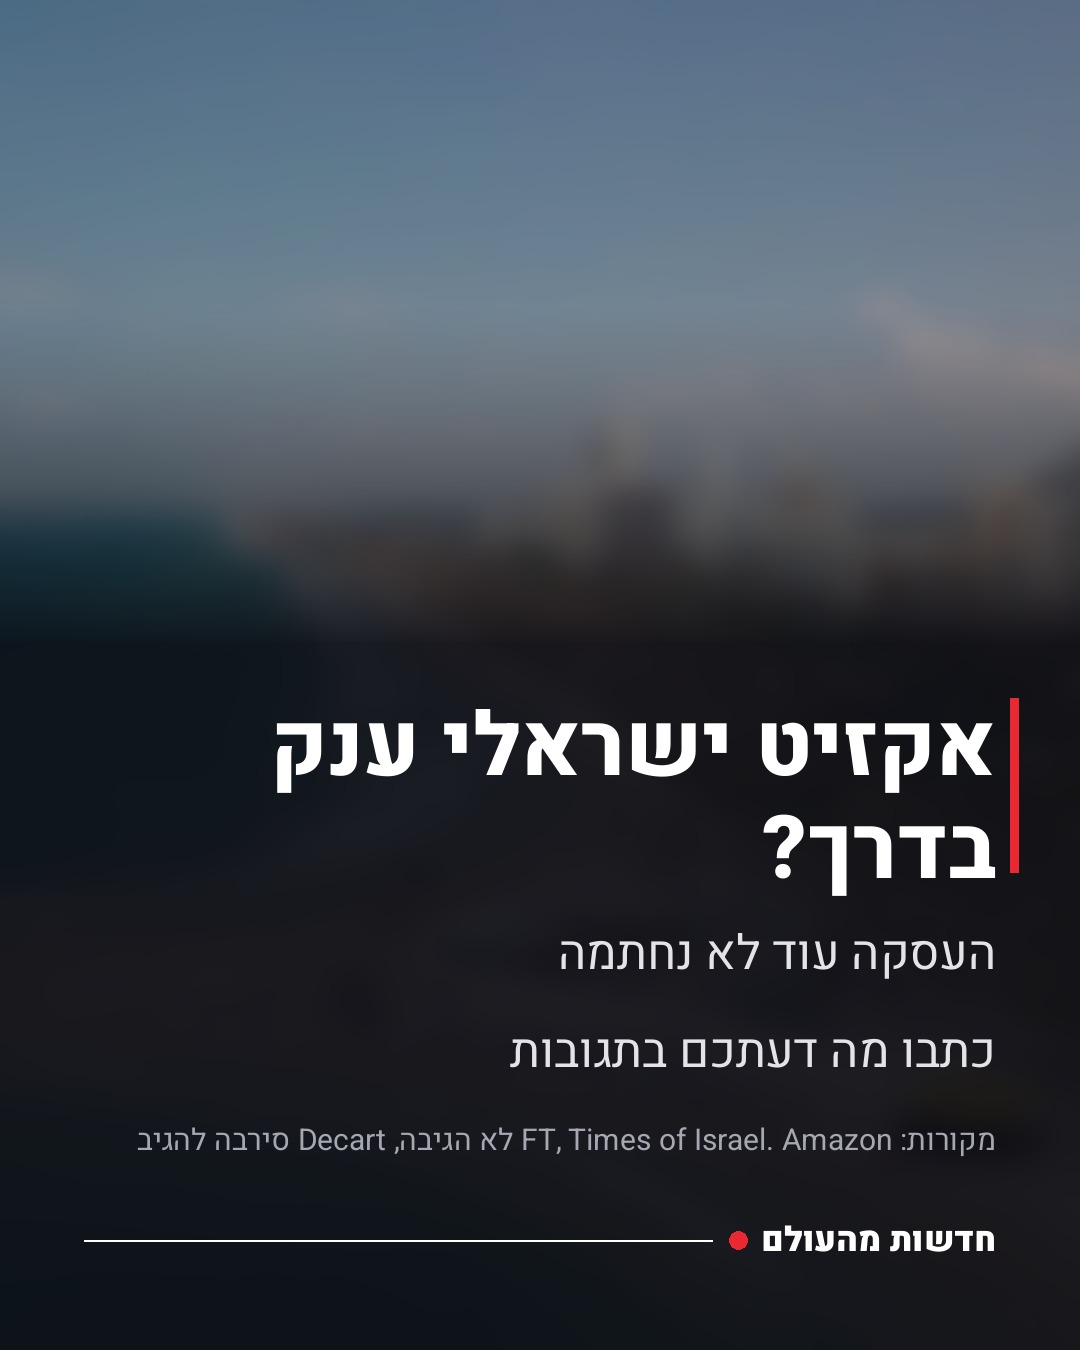 אקזיט ישראלי ענק
בדרך?
העסקה עוד לא נחתמה
כתבו מה דעתכם בתגובות
מקורות: FT, Times of Israel. Amazon לא הגיבה, Decart סירבה להגיב
חדשות מהעולם